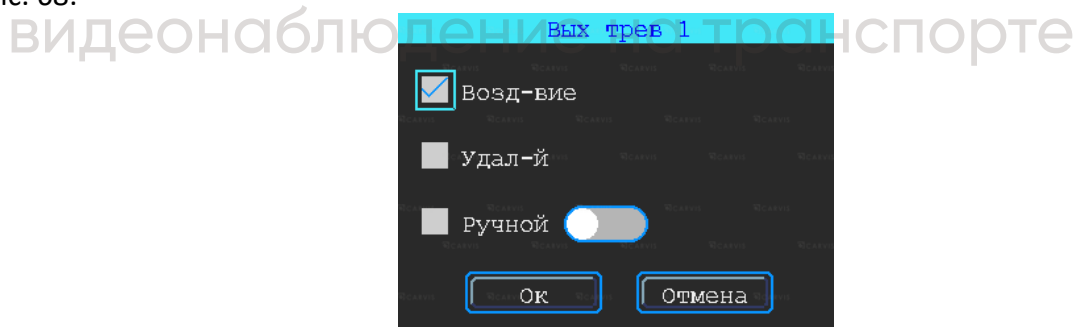 видеонаблюдение на транспорте
Вых трев 1
Возд-вие
Удал-й
Ручной
Ок
Отмена